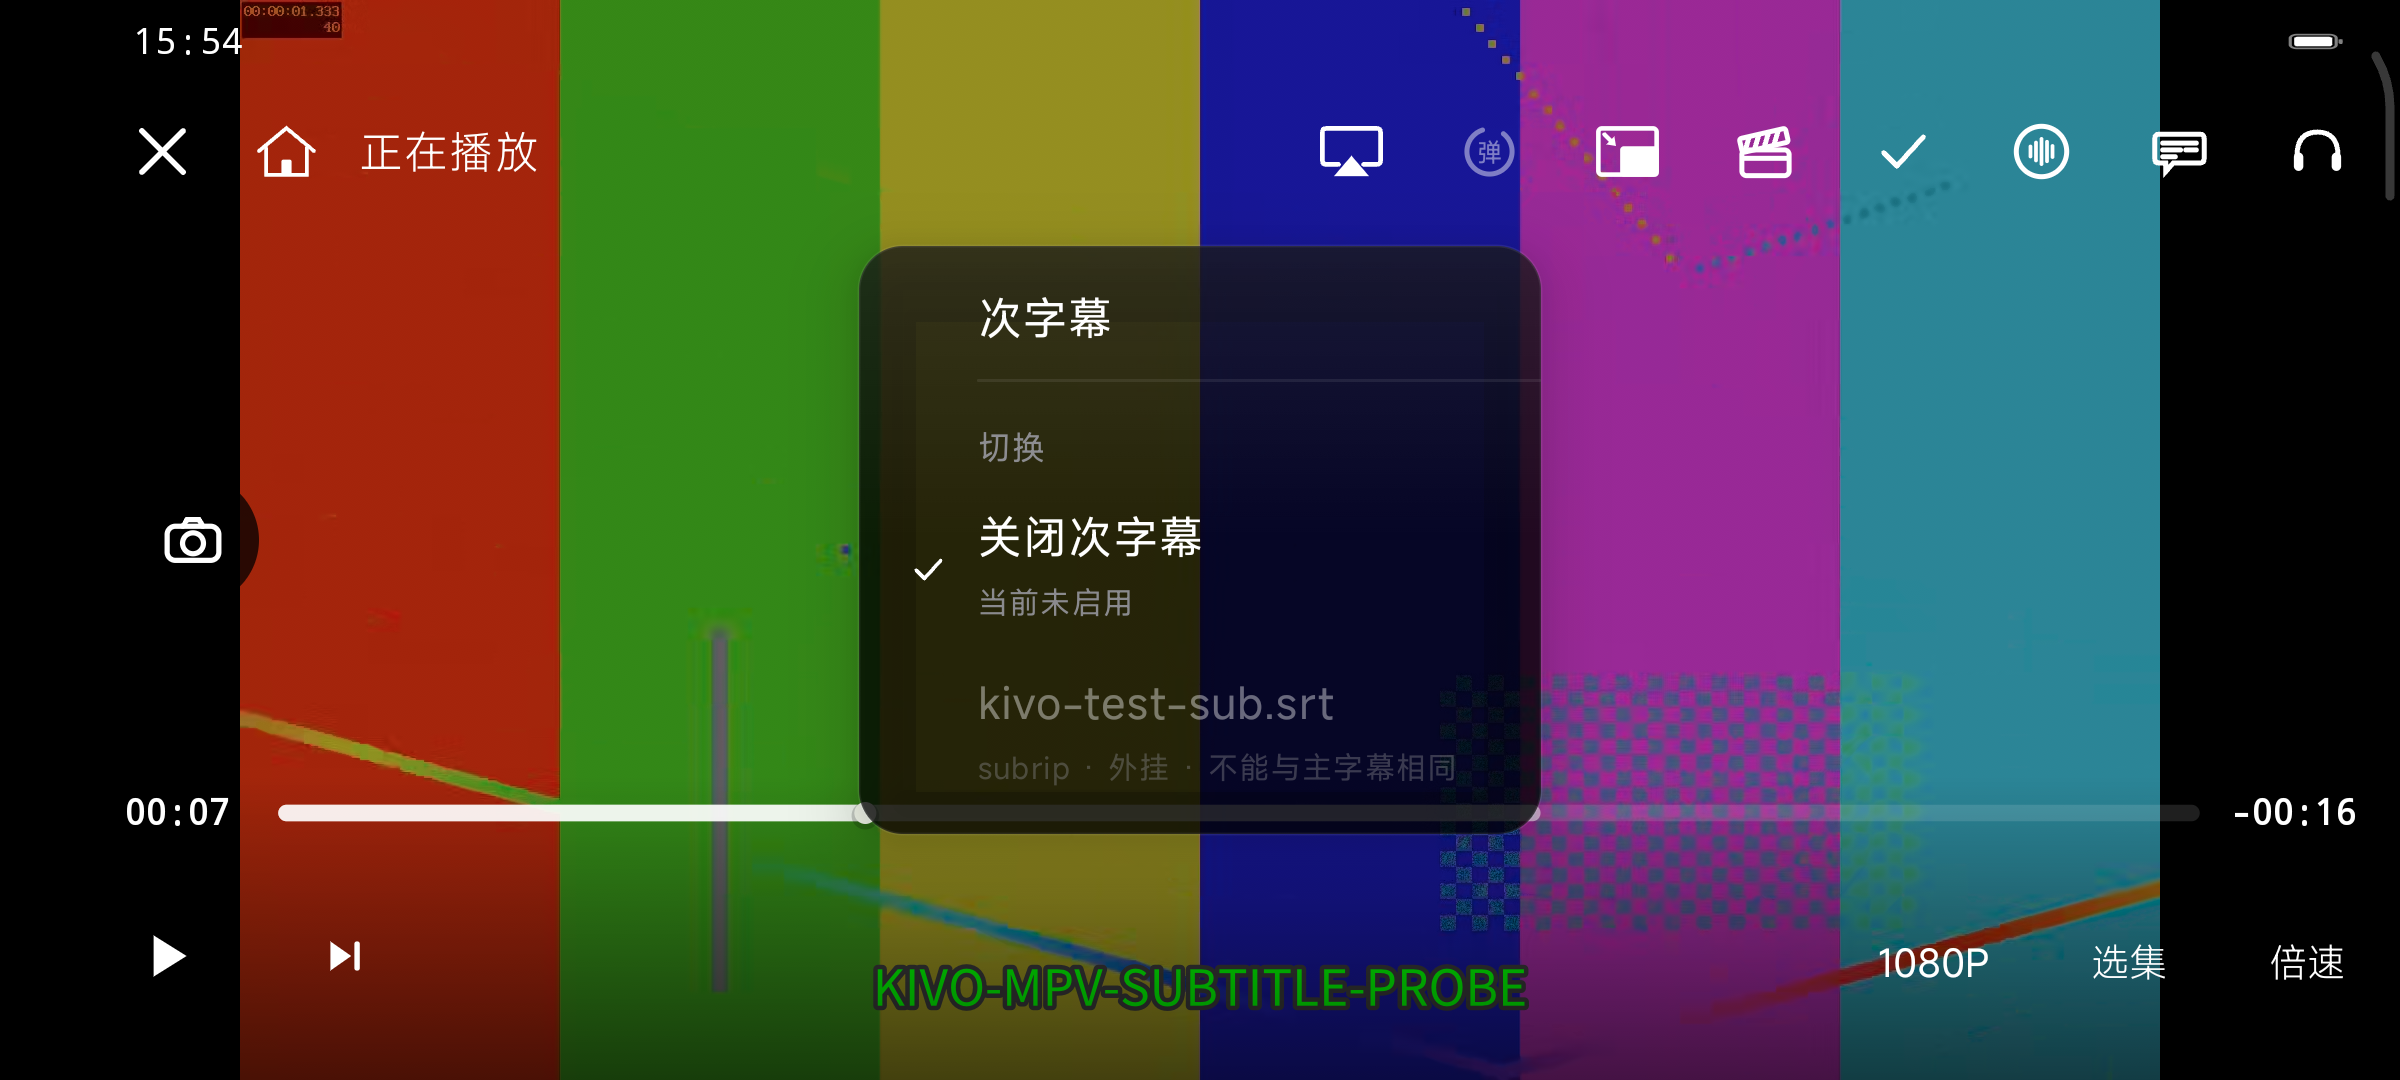 00:00:01.333
40
15:54
正在播放
弹
次字幕
切换
关闭次字幕
当前未启用
kivo-test-sub.srt
subrip · 外挂 · 不能与主字幕相同
00:07
-00:16
1080P
选集
倍速
KIVO-MPV-SUBTITLE-PROBE